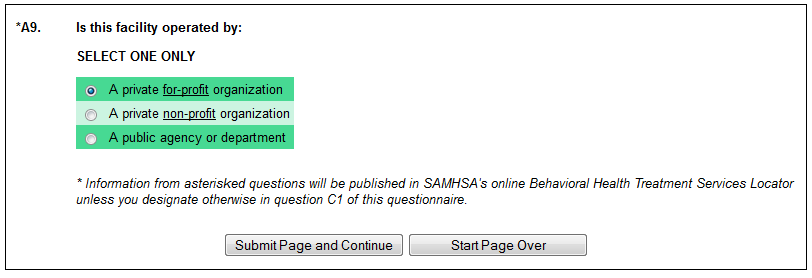 *A9. Is this facility operated by:
SELECT ONE ONLY
A private for-profit organization
A private non-profit organization
A public agency or department
* Information from asterisked questions will be published in SAMHSA's online Behavioral Health Treatment Services Locator
unless you designate otherwise in question C1 of this questionnaire.
Submit Page and Continue Start Page Over